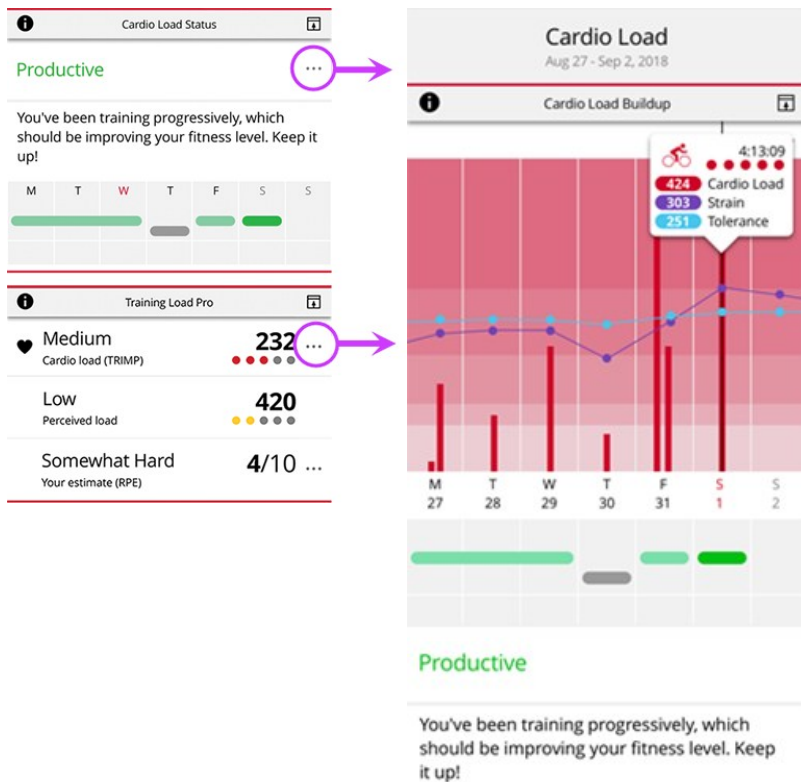 Cardio Load Status
Productive
You've been training progressively, which
should be improving your fitness level. Keep it
up!
M T W T F S S
Training Load Pro
Medium 232
Cardio load (TRIMP)
Low 420
Perceived load
Somewhat Hard 4/10
Your estimate (RPE)
Cardio Load
Aug 27 - Sep 2, 2018
Cardio Load Buildup
4:13:09
424 Cardio Load
303 Strain
251 Tolerance
M T W T F S S
27 28 29 30 31 1 2
Productive
You've been training progressively, which
should be improving your fitness level. Keep
it up!